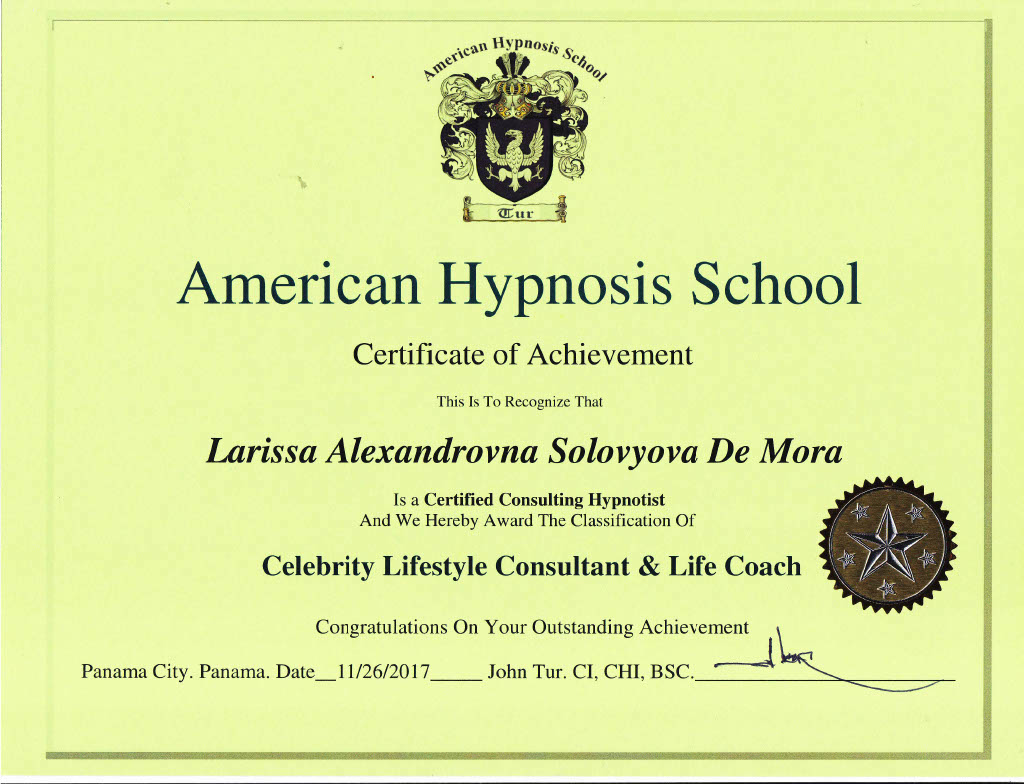 American Hypnosis School
Tur
American Hypnosis School
Certificate of Achievement
This Is To Recognize That
Larissa Alexandrovna Solovyova De Mora
Is a Certified Consulting Hypnotist
And We Hereby Award The Classification Of
Celebrity Lifestyle Consultant & Life Coach
Congratulations On Your Outstanding Achievement
Panama City. Panama. Date__11/26/2017_____ John Tur. CI, CHI, BSC.__________________________